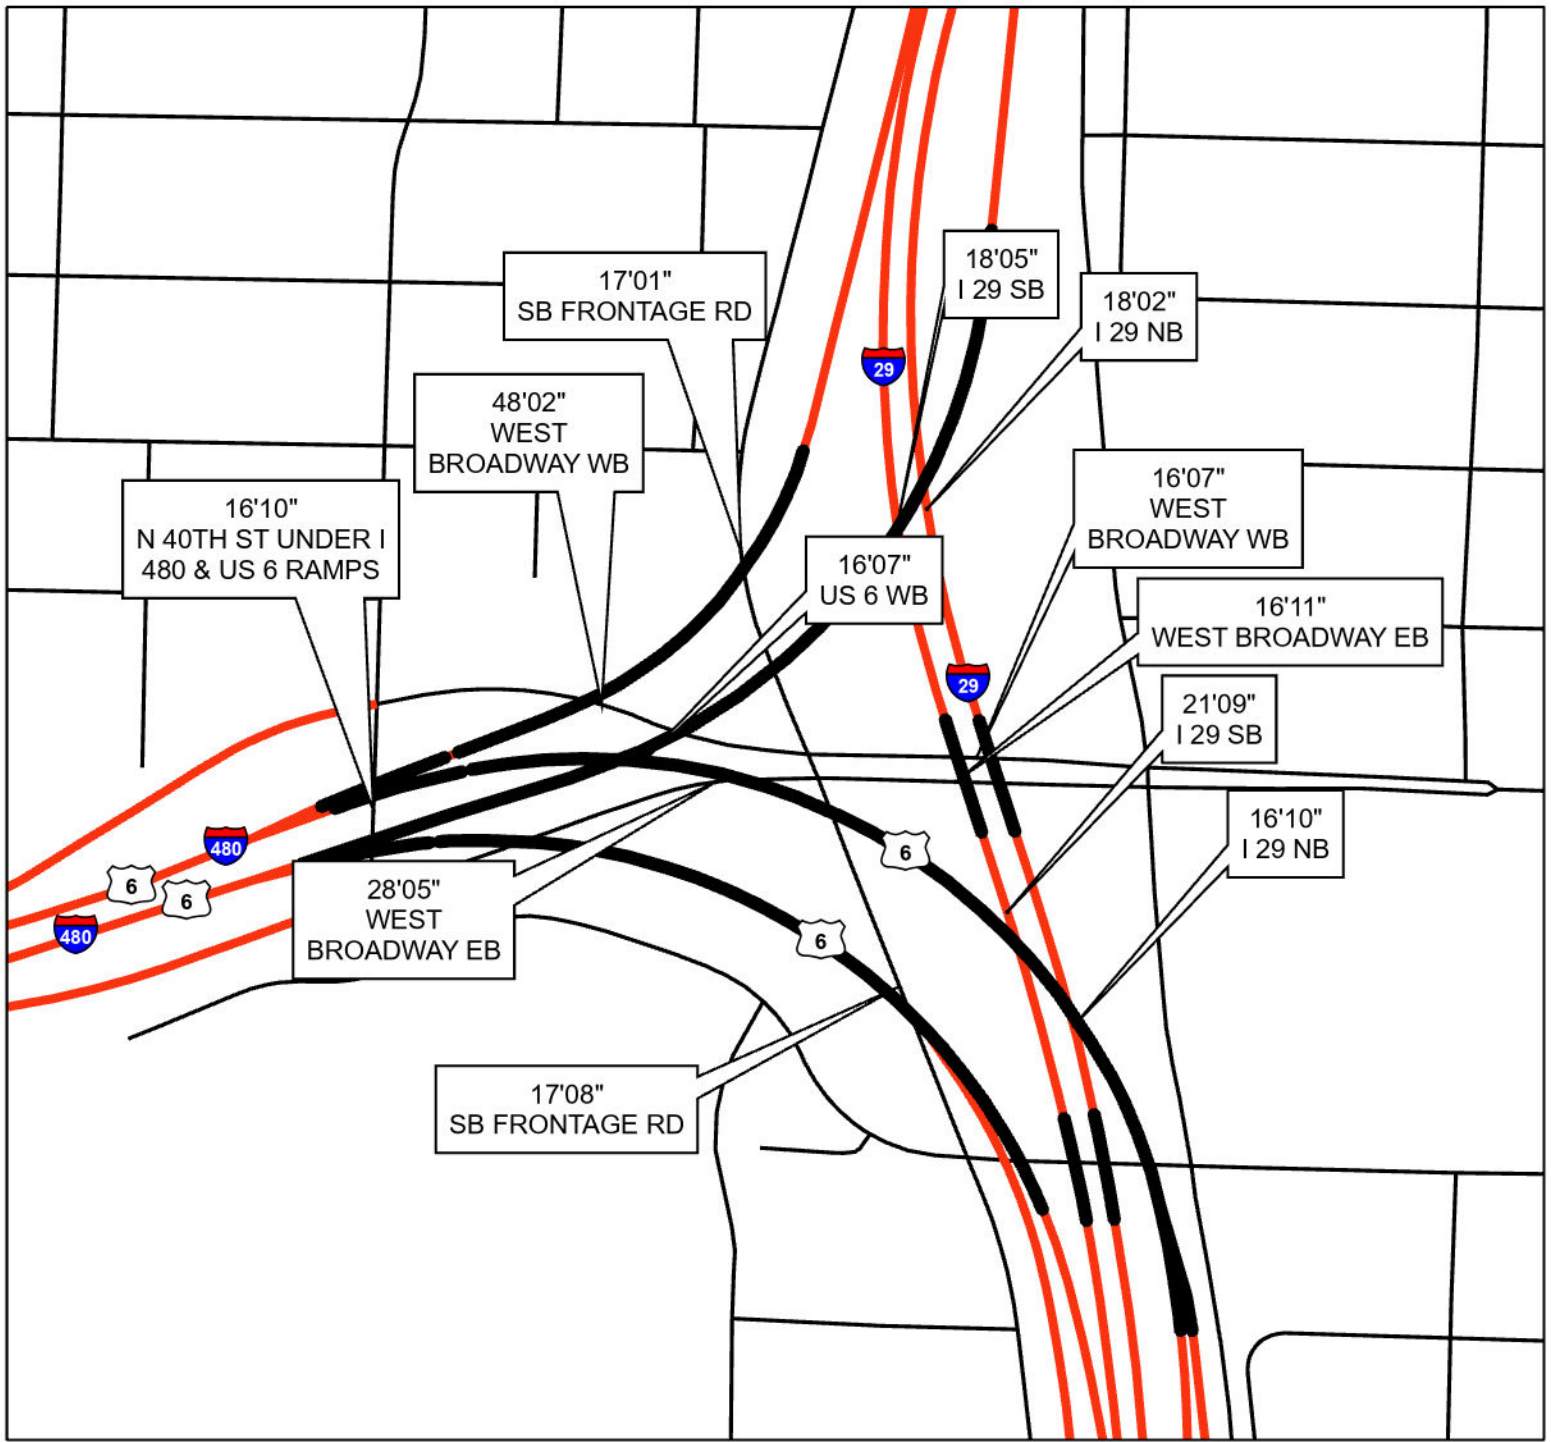 18'05"
I 29 SB
17'01"
SB FRONTAGE RD
18'02"
I 29 NB
29
48'02"
WEST
BROADWAY WB
16'07"
WEST
BROADWAY WB
16'10"
N 40TH ST UNDER I
480 & US 6 RAMPS
16'07"
US 6 WB
16'11"
WEST BROADWAY EB
29
21'09"
I 29 SB
16'10"
I 29 NB
480
6
6
6
28'05"
WEST
BROADWAY EB
480
6
17'08"
SB FRONTAGE RD